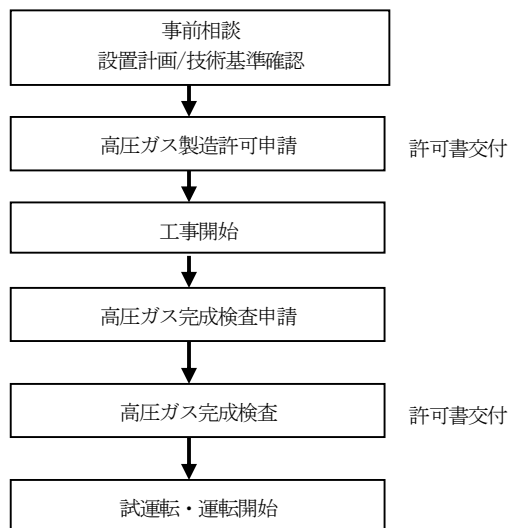 事前相談
設置計画/技術基準確認
高圧ガス製造許可申請
許可書交付
工事開始
高圧ガス完成検査申請
高圧ガス完成検査
許可書交付
試運転・運転開始